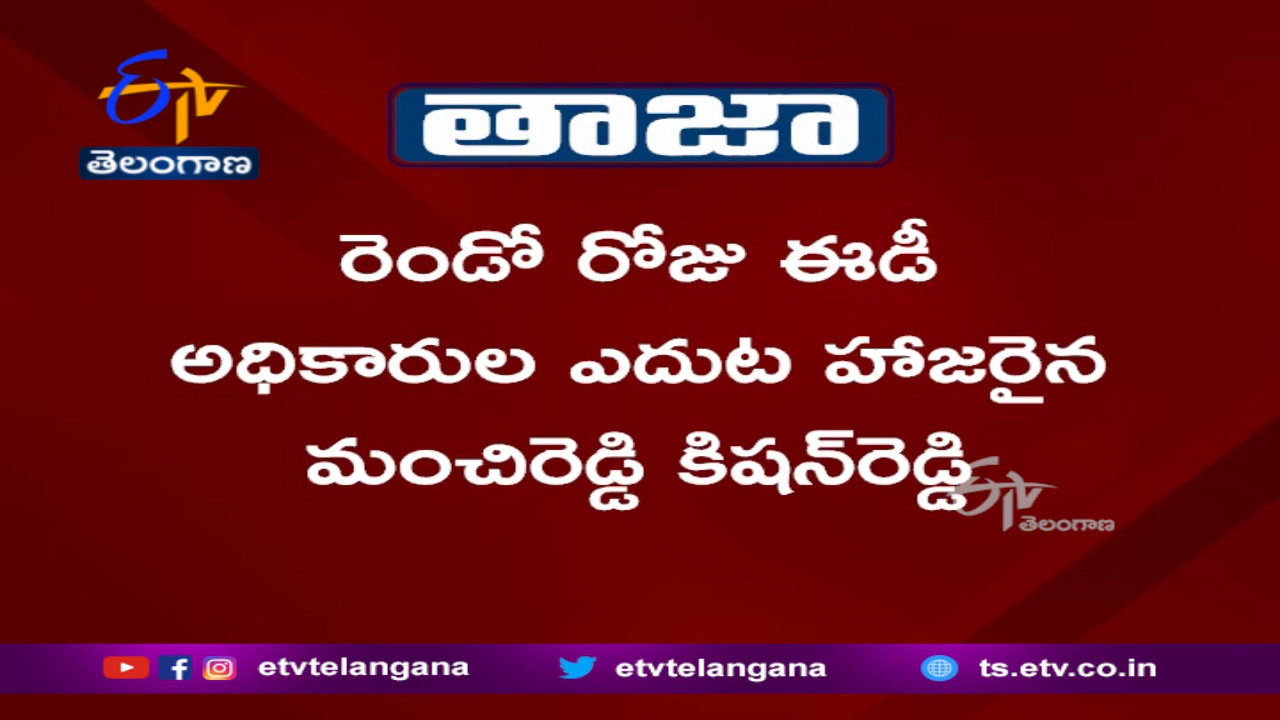 ETV
తెలంగాణ
తాజా
రెండో రోజు ఈడీ
అధికారుల ఎదుట హాజరైన
మంచిరెడ్డి కిషన్‌రెడ్డి
ETV
తెలంగాణ
etvtelangana etvtelangana ts.etv.co.in